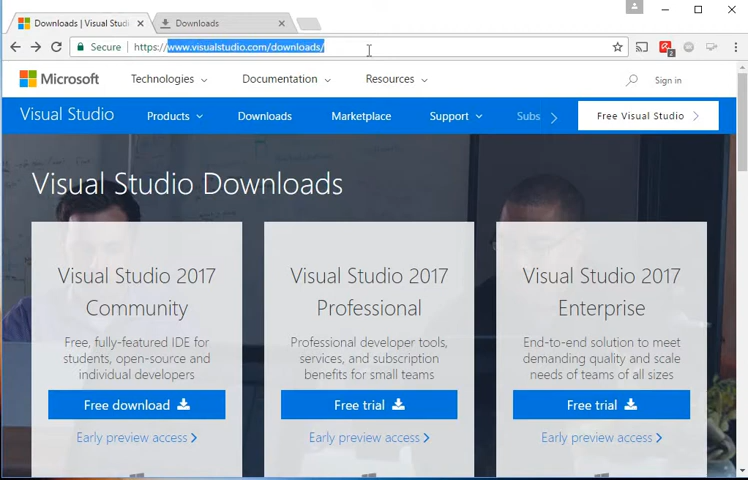 Downloads | Visual Studi
Downloads
Secure
https://www.visualstudio.com/downloads/
2
Microsoft
Technologies
Documentation
Resources
Sign in
Visual Studio
Products
Downloads
Marketplace
Support
Subs
Free Visual Studio
Visual Studio Downloads
Visual Studio 2017
Community
Free, fully-featured IDE for
students, open-source and
individual developers
Free download
Early preview access
Visual Studio 2017
Professional
Professional developer tools,
services, and subscription
benefits for small teams
Free trial
Early preview access
Visual Studio 2017
Enterprise
End-to-end solution to meet
demanding quality and scale
needs of teams of all sizes
Free trial
Early preview access